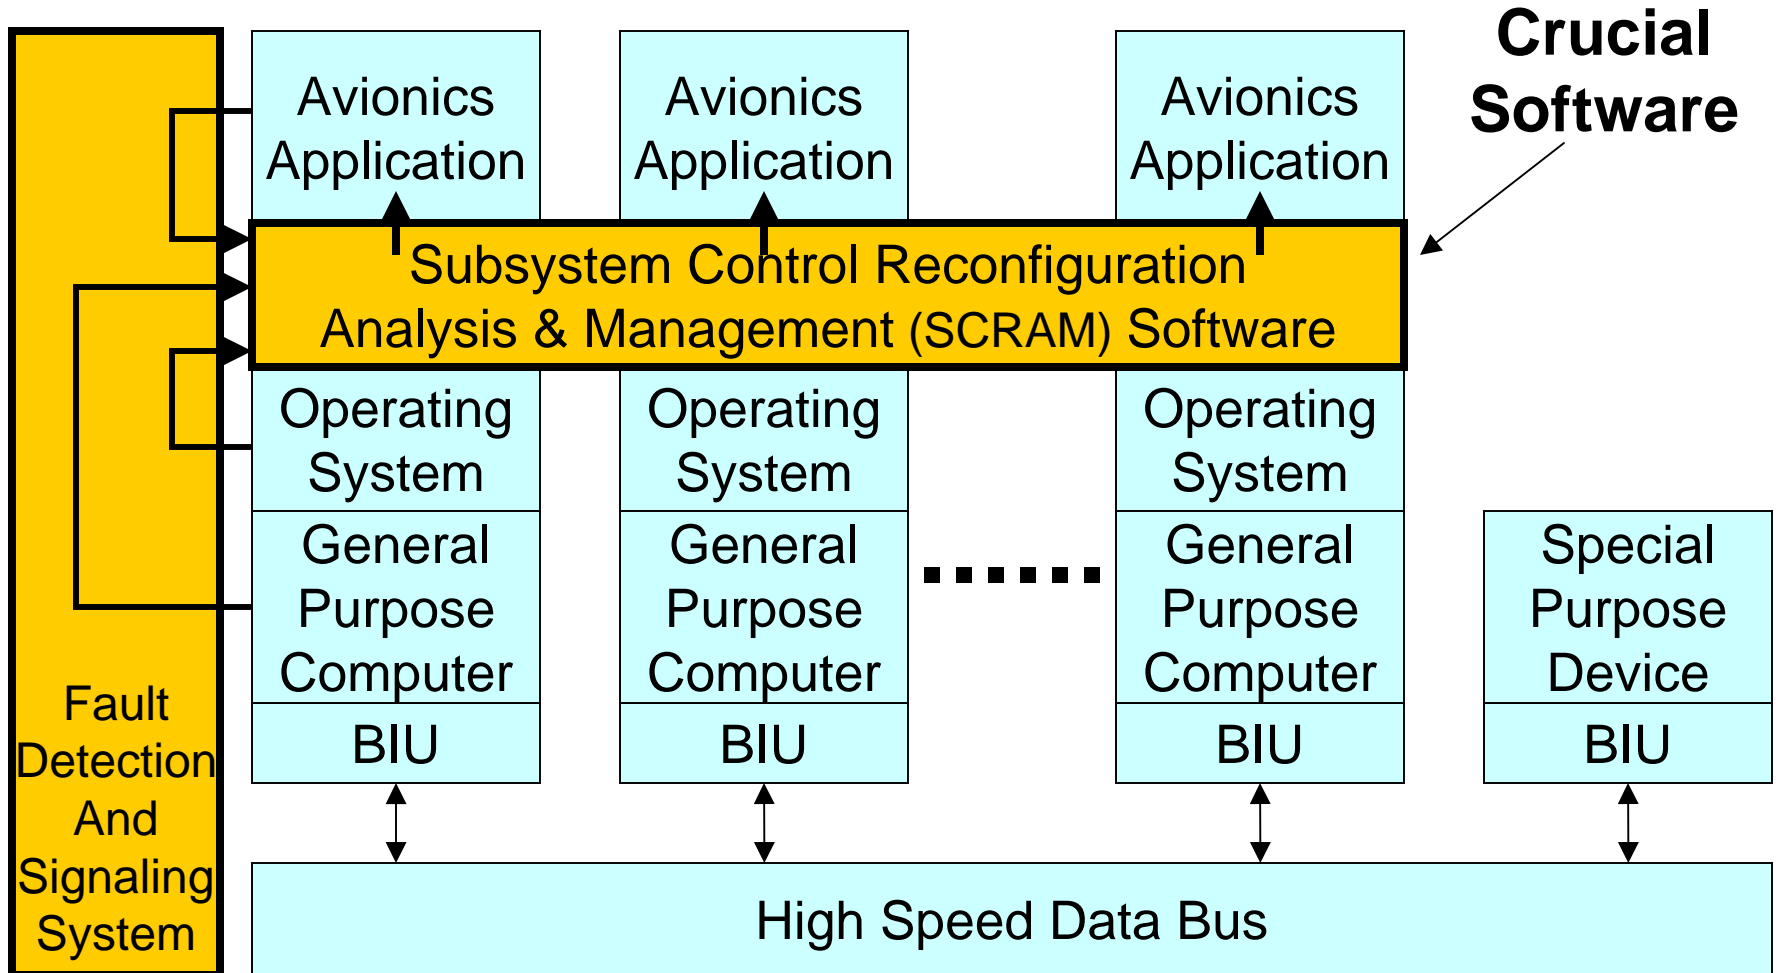 Crucial
Software
Avionics
Application
Avionics
Application
Avionics
Application
Subsystem Control Reconfiguration
Analysis & Management (SCRAM) Software
Operating
System
Operating
System
Operating
System
General
Purpose
Computer
General
Purpose
Computer
General
Purpose
Computer
Special
Purpose
Device
BIU
BIU
BIU
BIU
Fault
Detection
And
Signaling
System
High Speed Data Bus